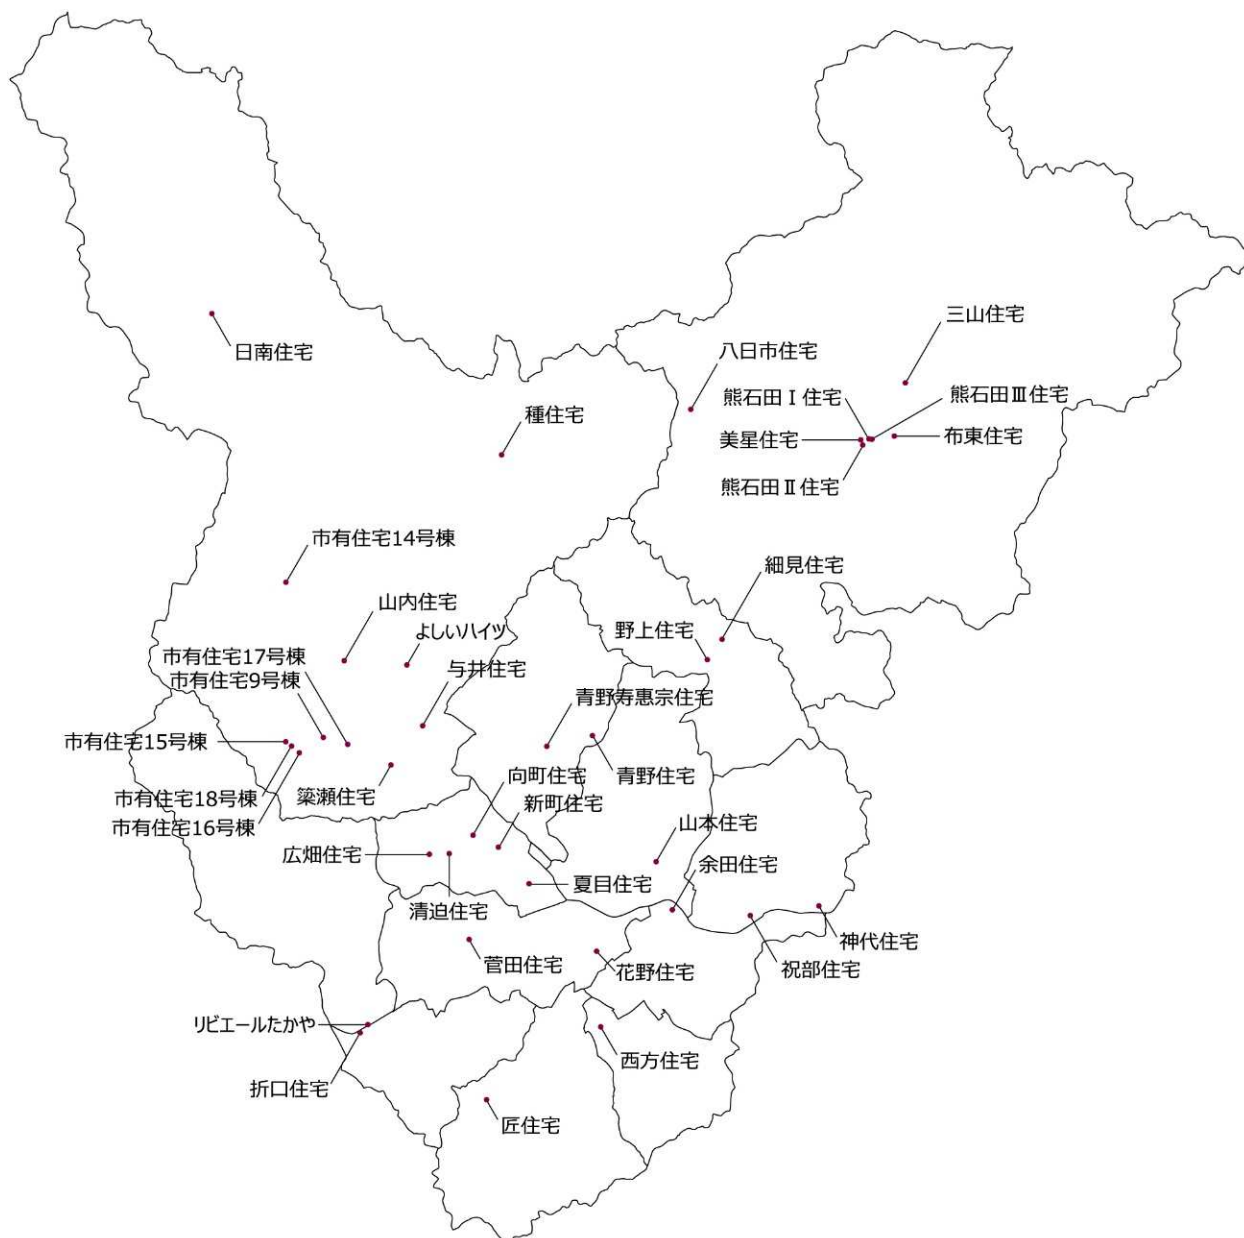 三山住宅
八日市住宅
日南住宅
熊石田Ⅰ住宅
熊石田Ⅲ住宅
種住宅
美星住宅
布東住宅
熊石田Ⅱ住宅
市有住宅14号棟
細見住宅
山内住宅
よしいハイツ
野上住宅
市有住宅17号棟
与井住宅
市有住宅9号棟
青野寿惠宗住宅
市有住宅15号棟
向町住宅
青野住宅
簗瀬住宅
市有住宅18号棟
新町住宅
市有住宅16号棟
山本住宅
広畑住宅
余田住宅
夏目住宅
清迫住宅
神代住宅
菅田住宅
花野住宅
祝部住宅
リビエールたかや
西方住宅
折口住宅
匠住宅